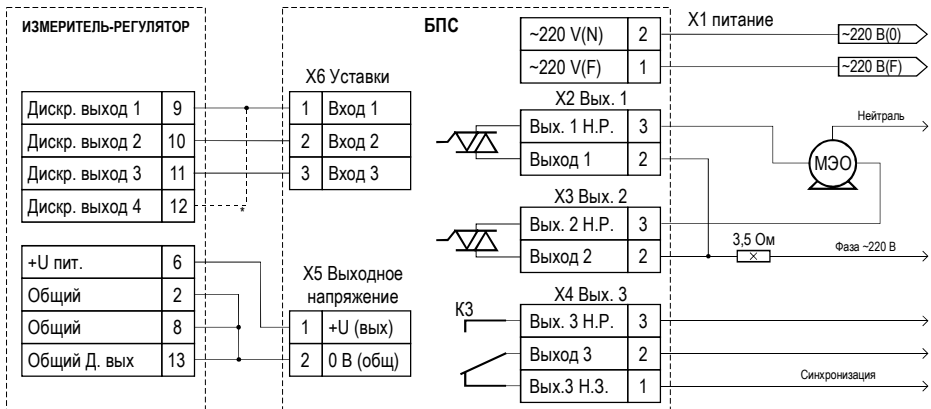 ИЗМЕРИТЕЛЬ-РЕГУЛЯТОР
Дискр. выход 1 9
Дискр. выход 2 10
Дискр. выход 3 11
Дискр. выход 4 12
*
+U пит. 6
Общий 2
Общий 8
Общий Д. вых 13
БПС
X6 Уставки
1 Вход 1
2 Вход 2
3 Вход 3
X5 Выходное
напряжение
1 +U (вых)
2 0 В (общ)
~220 V(N) 2
~220 V(F) 1
X1 питание
~220 В(0)
~220 В(F)
X2 Вых. 1
Вых. 1 Н.Р. 3
Выход 1 2
Нейтраль
МЭО
X3 Вых. 2
Вых. 2 Н.Р. 3
Выход 2 2
3,5 Ом
Фаза ~220 В
X4 Вых. 3
К3
Вых. 3 Н.Р. 3
Выход 3 2
Вых.3 Н.З. 1
Синхронизация